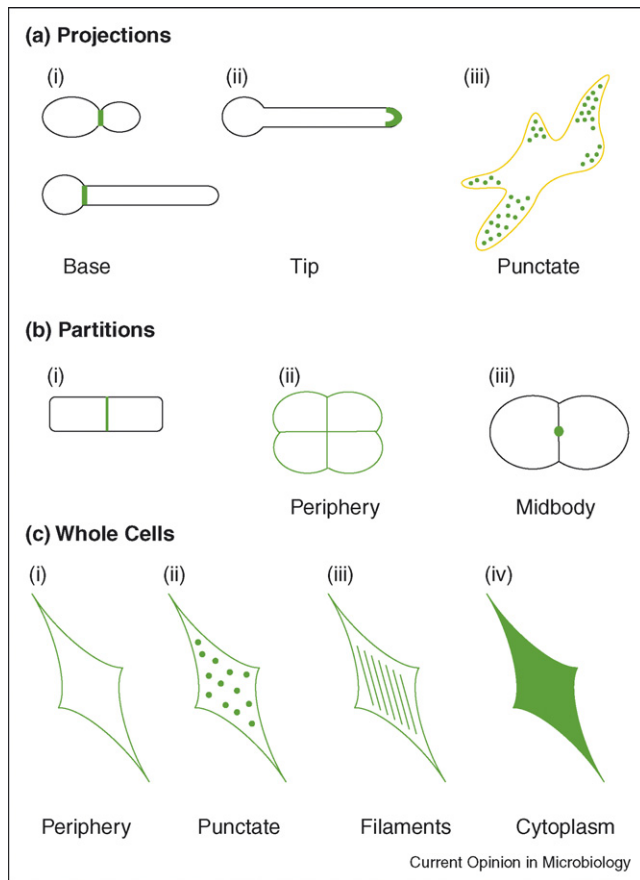 (a) Projections
(i) (ii) (iii)
Base Tip Punctate
(b) Partitions
(i) (ii) (iii)
Periphery Midbody
(c) Whole Cells
(i) (ii) (iii) (iv)
Periphery Punctate Filaments Cytoplasm
Current Opinion in Microbiology